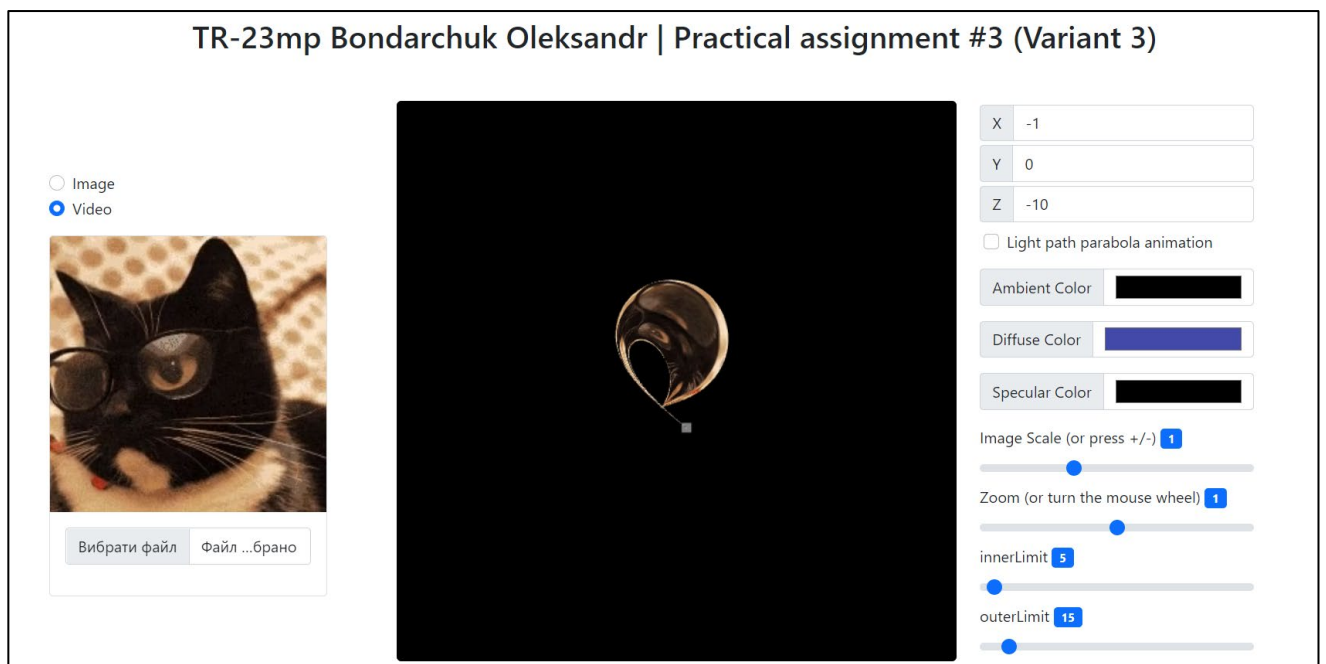 TR-23mp Bondarchuk Oleksandr | Practical assignment #3 (Variant 3)
Image
Video
Вибрати файл Файл ...брано
X -1
Y 0
Z -10
Light path parabola animation
Ambient Color
Diffuse Color
Specular Color
Image Scale (or press +/-) 1
Zoom (or turn the mouse wheel) 1
innerLimit 5
outerLimit 15